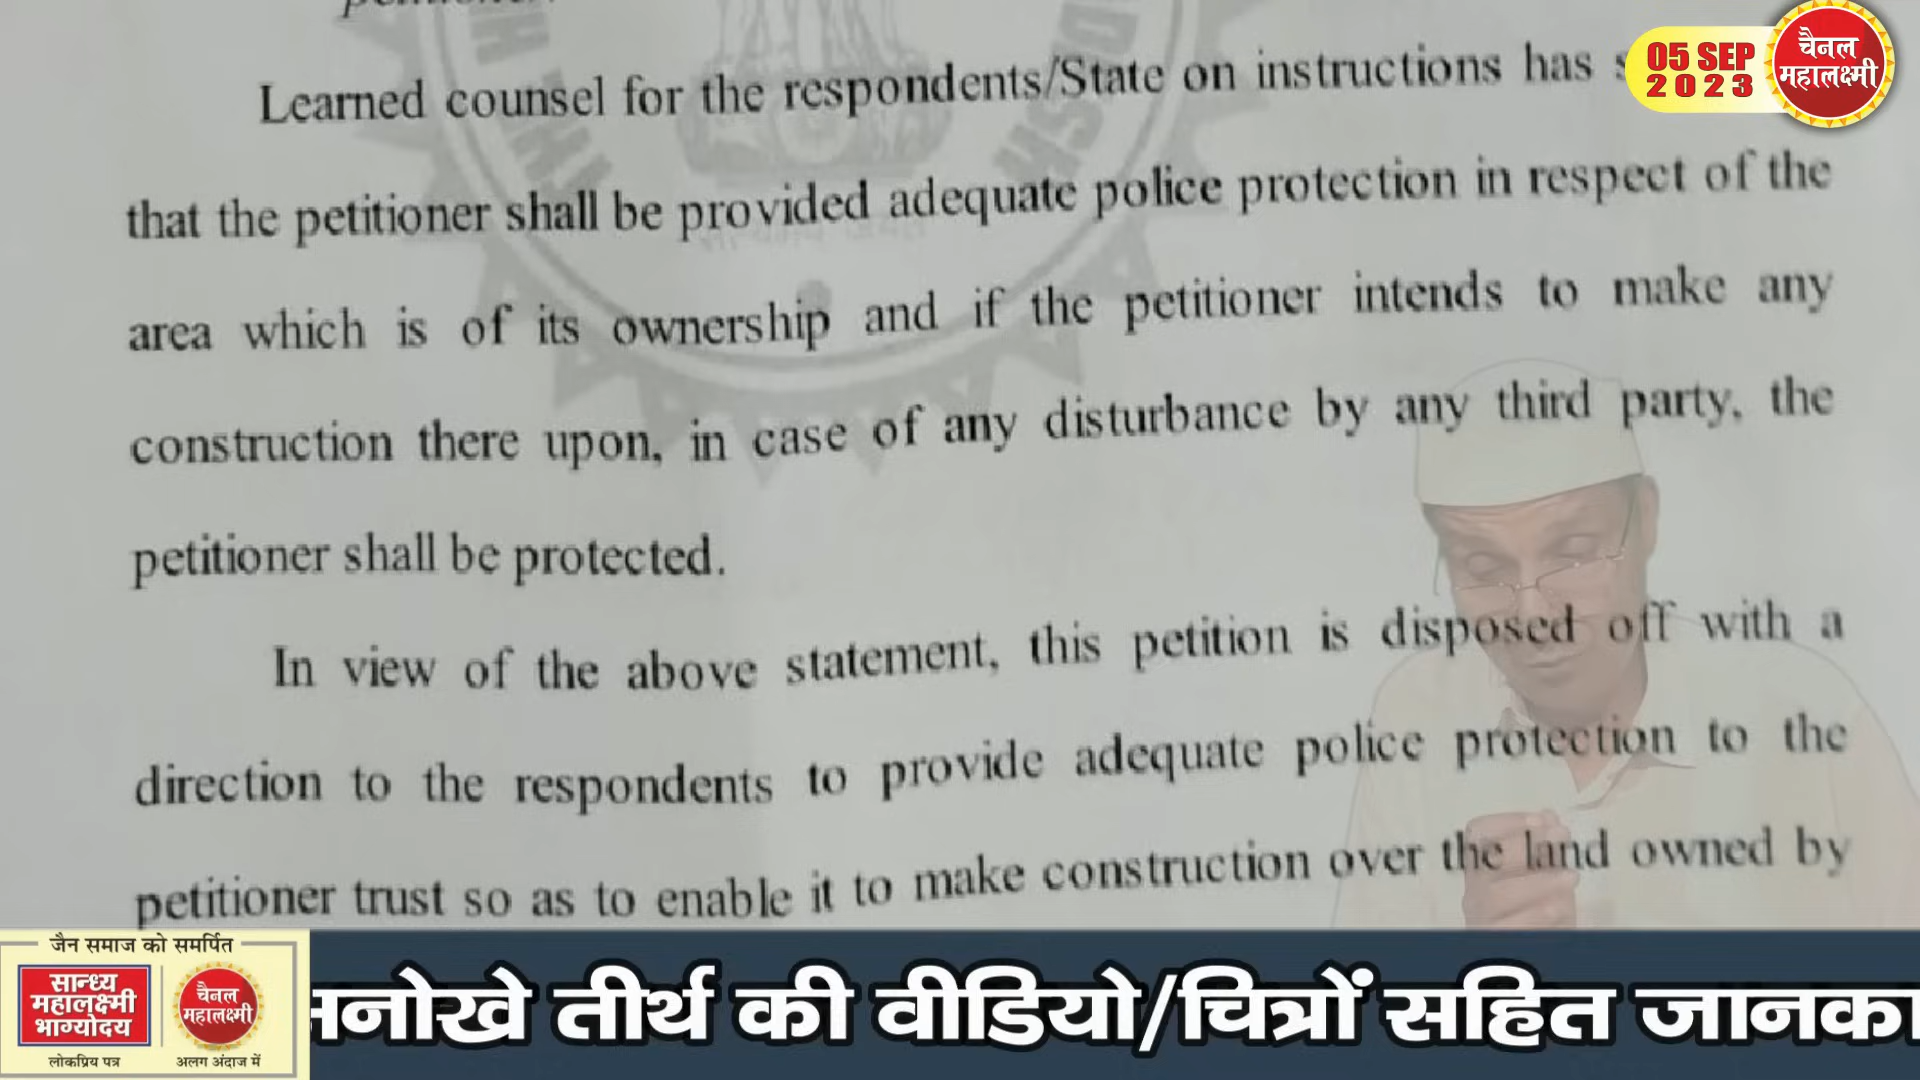 Learned counsel for the respondents/State on instructions has
that the petitioner shall be provided adequate police protection in respect of the
area which is of its ownership and if the petitioner intends to make any
construction there upon, in case of any disturbance by any third party, the
petitioner shall be protected.
In view of the above statement, this petition is disposed off with a
direction to the respondents to provide adequate police protection to the
petitioner trust so as to enable it to make construction over the land owned by
05 SEP
2023
चैनल
महालक्ष्मी
जैन समाज को समर्पित
सान्ध्य
महालक्ष्मी
भाग्योदय
लोकप्रिय पत्र
चैनल
महालक्ष्मी
अलग अंदाज में
तीर्थ की वीडियो/चित्रों सहित